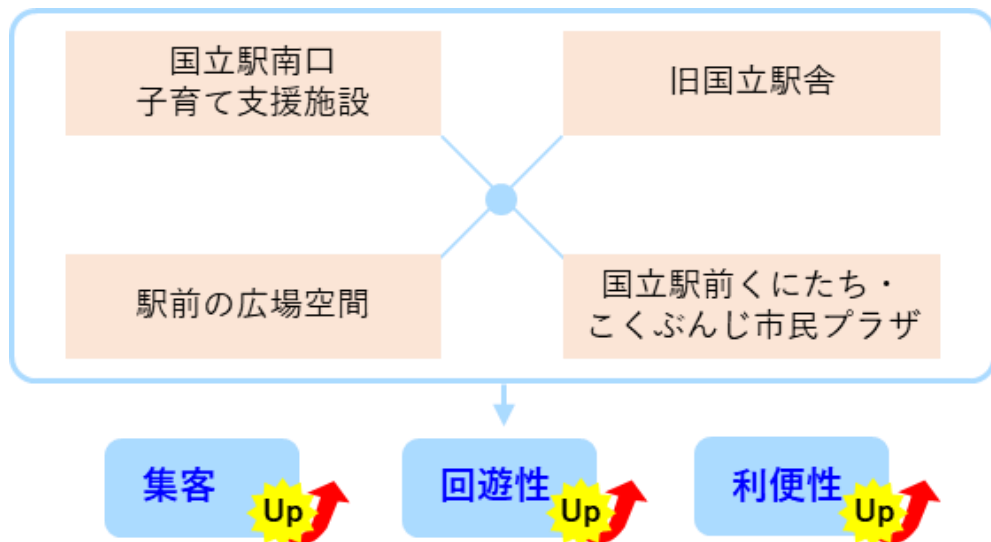 国立駅南口
子育て支援施設
旧国立駅舎
駅前の広場空間
国立駅前くにたち・
こくぶんじ市民プラザ
集客
Up
回遊性
Up
利便性
Up